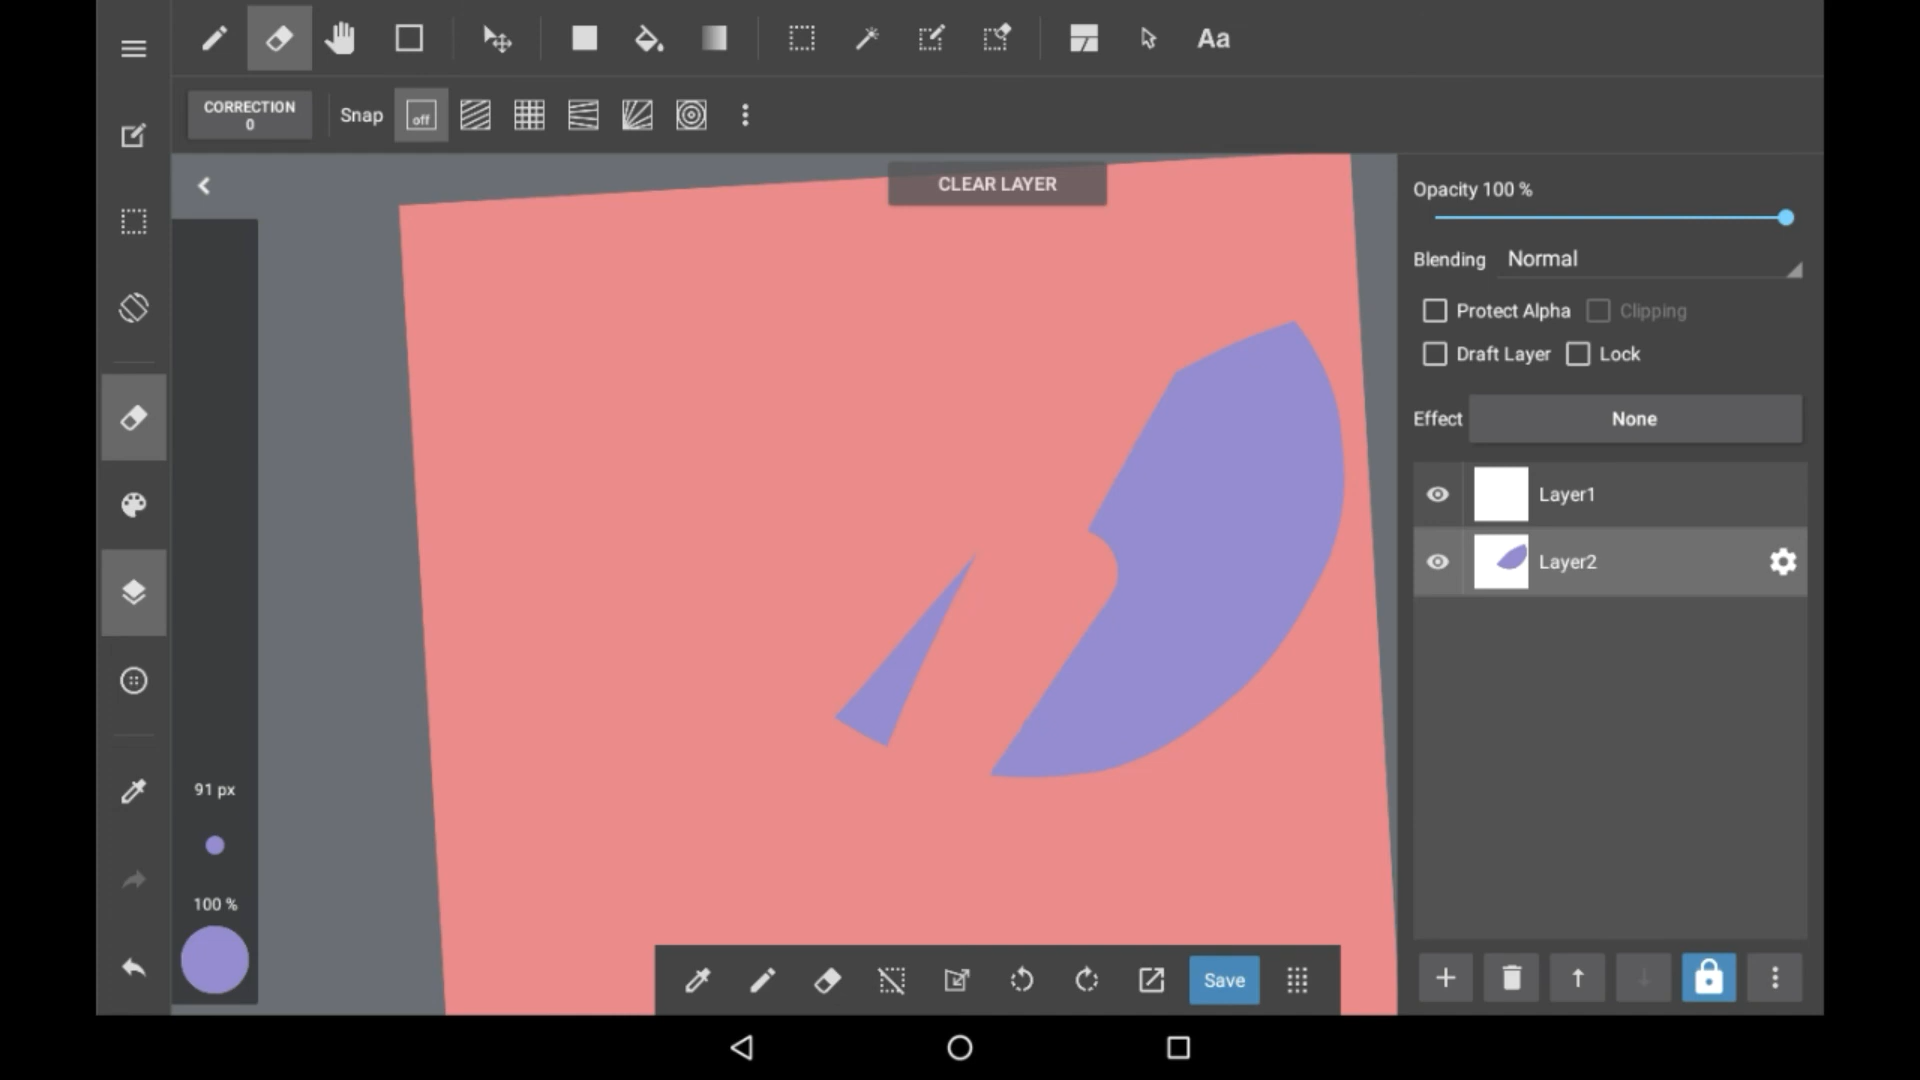 Aa
CORRECTION
0
Snap
off
CLEAR LAYER
Opacity 100 %
Blending Normal
Protect Alpha Clipping
Draft Layer Lock
Effect None
Layer1
Layer2
91 px
100 %
Save